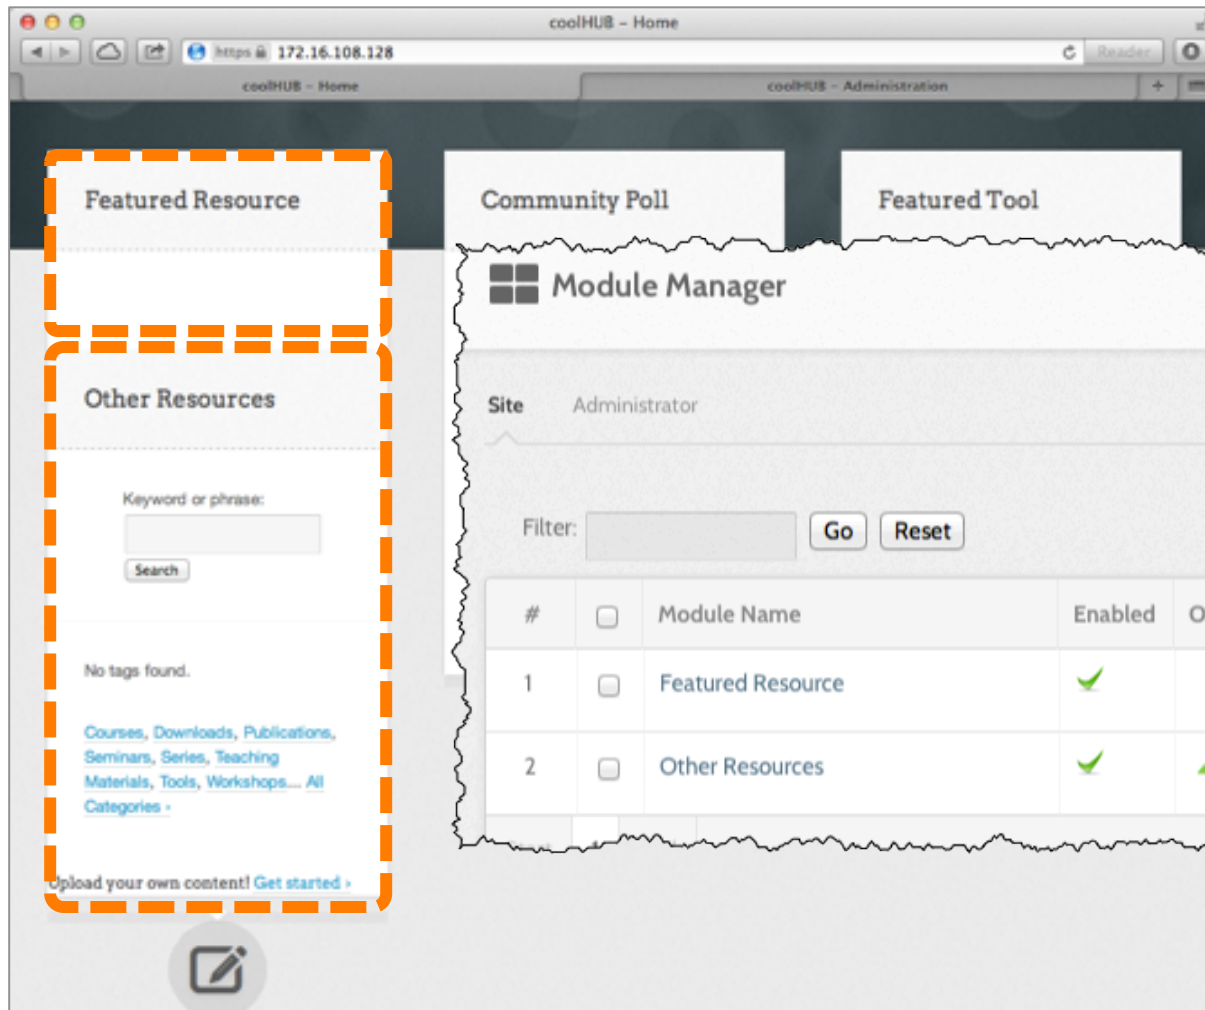 coolHUB – Home
https 172.16.108.128
Reader
coolHUB – Home
coolHUB – Administration
+
Featured Resource
Community Poll
Featured Tool
Module Manager
Other Resources
Site
Administrator
Keyword or phrase:
Search
Filter:
Go
Reset
#
Module Name
Enabled
1
Featured Resource
2
Other Resources
No tags found.
Courses, Downloads, Publications,
Seminars, Series, Teaching
Materials, Tools, Workshops... All
Categories ›
Upload your own content! Get started ›